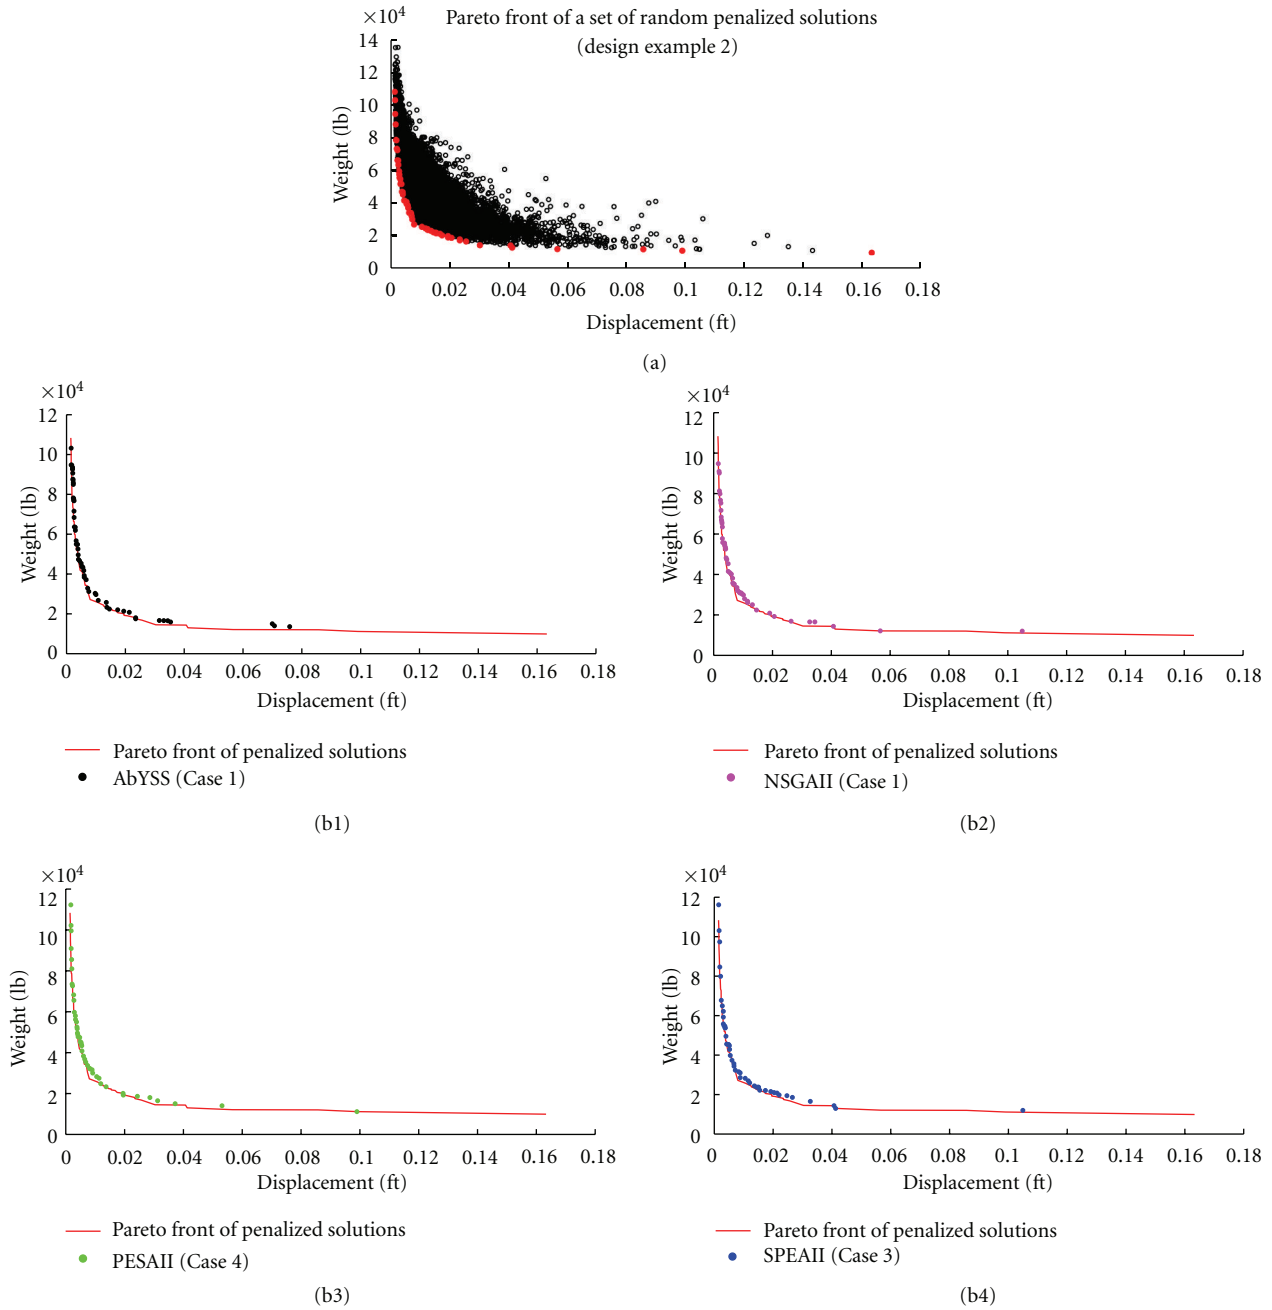 ×10⁴ Pareto front of a set of random penalized solutions
(design example 2)
14
12
10
8
6
4
2
0
Weight (lb)
0 0.02 0.04 0.06 0.08 0.1 0.12 0.14 0.16 0.18
Displacement (ft)
(a)
×10⁴
12
10
8
6
4
2
0
Weight (lb)
0 0.02 0.04 0.06 0.08 0.1 0.12 0.14 0.16 0.18
Displacement (ft)
Pareto front of penalized solutions
AbYSS (Case 1)
(b1)
×10⁴
12
10
8
6
4
2
0
Weight (lb)
0 0.02 0.04 0.06 0.08 0.1 0.12 0.14 0.16 0.18
Displacement (ft)
Pareto front of penalized solutions
NSGAII (Case 1)
(b2)
×10⁴
12
10
8
6
4
2
0
Weight (lb)
0 0.02 0.04 0.06 0.08 0.1 0.12 0.14 0.16 0.18
Displacement (ft)
Pareto front of penalized solutions
PESAII (Case 4)
(b3)
×10⁴
12
10
8
6
4
2
0
Weight (lb)
0 0.02 0.04 0.06 0.08 0.1 0.12 0.14 0.16 0.18
Displacement (ft)
Pareto front of penalized solutions
SPEAII (Case 3)
(b4)